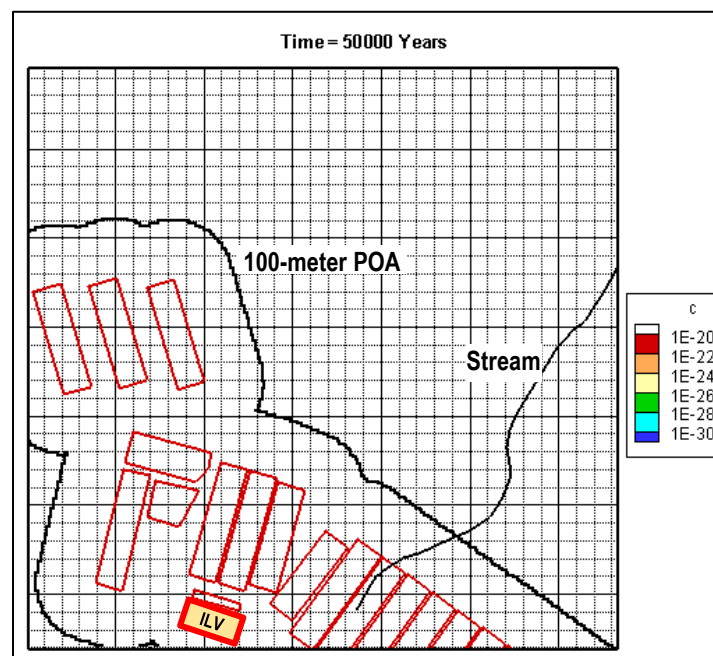 Time = 50000 Years
100-meter POA
Stream
ILV
c
1E-20
1E-22
1E-24
1E-26
1E-28
1E-30